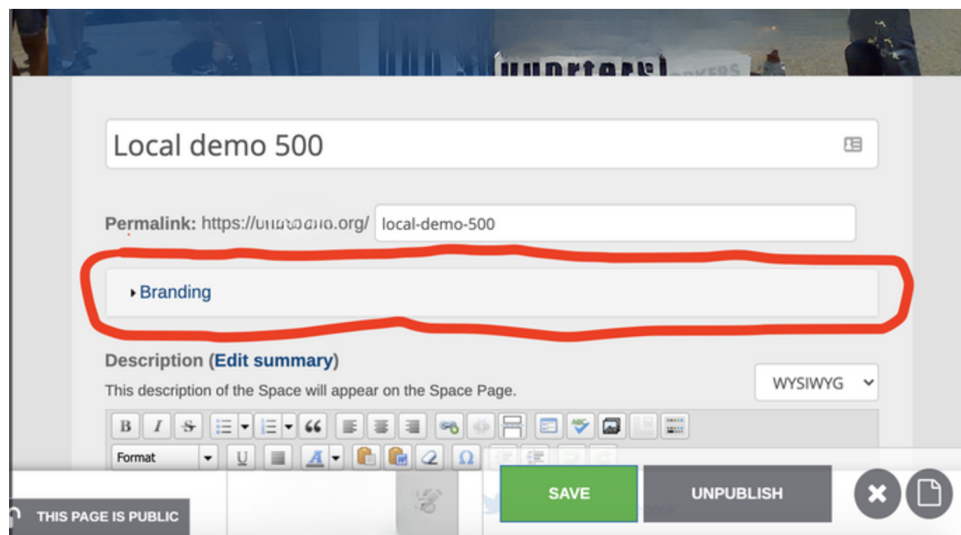 Local demo 500
Permalink: https:// .org/ local-demo-500
Branding
Description (Edit summary)
This description of the Space will appear on the Space Page.
WYSIWYG
B I S
Format U A Ω
SAVE UNPUBLISH
THIS PAGE IS PUBLIC